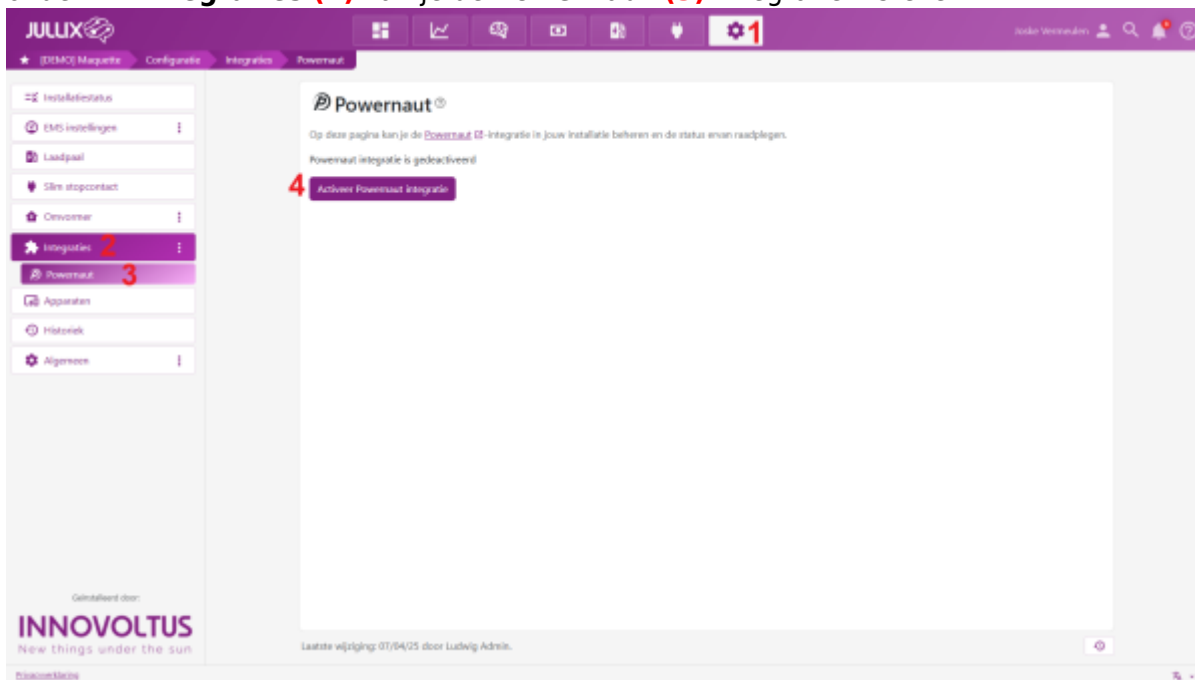 JULLIX
1
Joske Vermeulen
[DEMO] Maquette
Configuratie
Integraties
Powernaut
Installatiestatus
EMS instellingen
Laadpaal
Slim stopcontact
Omvormer
Integraties 2
Powernaut 3
Apparaten
Historiek
Algemeen
Powernaut
Op deze pagina kan je de Powernaut -integratie in jouw installatie beheren en de status ervan raadplegen.
Powernaut integratie is gedeactiveerd
4 Activeer Powernaut integratie
Geïnstalleerd door:
INNOVOLTUS
New things under the sun
Laatste wijziging: 07/04/25 door Ludwig Admin.
Privacyverklaring